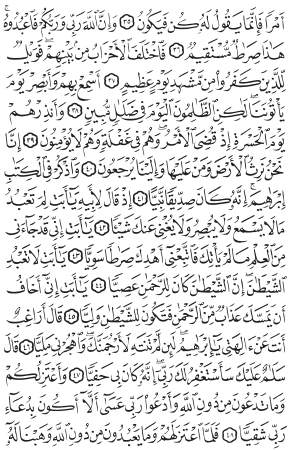 أَمْرًا فَإِنَّمَا يَقُولُ لَهُۥ كُن فَيَكُونُ ٣٥ وَإِنَّ ٱللَّهَ رَبِّى وَرَبُّكُمْ فَٱعْبُدُوهُ ۚ
هَٰذَا صِرَٰطٌ مُّسْتَقِيمٌ ٣٦ فَٱخْتَلَفَ ٱلْأَحْزَابُ مِنۢ بَيْنِهِمْ ۖ فَوَيْلٌ
لِّلَّذِينَ كَفَرُوا۟ مِن مَّشْهَدِ يَوْمٍ عَظِيمٍ ٣٧ أَسْمِعْ بِهِمْ وَأَبْصِرْ يَوْمَ
يَأْتُونَنَا ۖ لَٰكِنِ ٱلظَّٰلِمُونَ ٱلْيَوْمَ فِى ضَلَٰلٍ مُّبِينٍ ٣٨ وَأَنذِرْهُمْ
يَوْمَ ٱلْحَسْرَةِ إِذْ قُضِىَ ٱلْأَمْرُ وَهُمْ فِى غَفْلَةٍ وَهُمْ لَا يُؤْمِنُونَ ٣٩ إِنَّا
نَحْنُ نَرِثُ ٱلْأَرْضَ وَمَنْ عَلَيْهَا وَإِلَيْنَا يُرْجَعُونَ ٤٠ وَٱذْكُرْ فِى ٱلْكِتَٰبِ
إِبْرَٰهِيمَ ۚ إِنَّهُۥ كَانَ صِدِّيقًا نَّبِيًّا ٤١ إِذْ قَالَ لِأَبِيهِ يَٰٓأَبَتِ لِمَ تَعْبُدُ
مَا لَا يَسْمَعُ وَلَا يُبْصِرُ وَلَا يُغْنِى عَنكَ شَيْـًٔا ٤٢ يَٰٓأَبَتِ إِنِّى قَدْ جَآءَنِى
مِنَ ٱلْعِلْمِ مَا لَمْ يَأْتِكَ فَٱتَّبِعْنِىٓ أَهْدِكَ صِرَٰطًا سَوِيًّا ٤٣ يَٰٓأَبَتِ لَا تَعْبُدِ
ٱلشَّيْطَٰنَ ۖ إِنَّ ٱلشَّيْطَٰنَ كَانَ لِلرَّحْمَٰنِ عَصِيًّا ٤٤ يَٰٓأَبَتِ إِنِّىٓ أَخَافُ
أَن يَمَسَّكَ عَذَابٌ مِّنَ ٱلرَّحْمَٰنِ فَتَكُونَ لِلشَّيْطَٰنِ وَلِيًّا ٤٥ قَالَ أَرَاغِبٌ
أَنتَ عَنْ ءَالِهَتِى يَٰٓإِبْرَٰهِيمُ ۖ لَئِن لَّمْ تَنتَهِ لَأَرْجُمَنَّكَ ۖ وَٱهْجُرْنِى مَلِيًّا ٤٦ قَالَ
سَلَٰمٌ عَلَيْكَ ۖ سَأَسْتَغْفِرُ لَكَ رَبِّىٓ ۖ إِنَّهُۥ كَانَ بِى حَفِيًّا ٤٧ وَأَعْتَزِلُكُمْ
وَمَا تَدْعُونَ مِن دُونِ ٱللَّهِ وَأَدْعُوا۟ رَبِّى عَسَىٰٓ أَلَّآ أَكُونَ بِدُعَآءِ
رَبِّى شَقِيًّا ٤٨ فَلَمَّا ٱعْتَزَلَهُمْ وَمَا يَعْبُدُونَ مِن دُونِ ٱللَّهِ وَهَبْنَا لَهُۥٓ